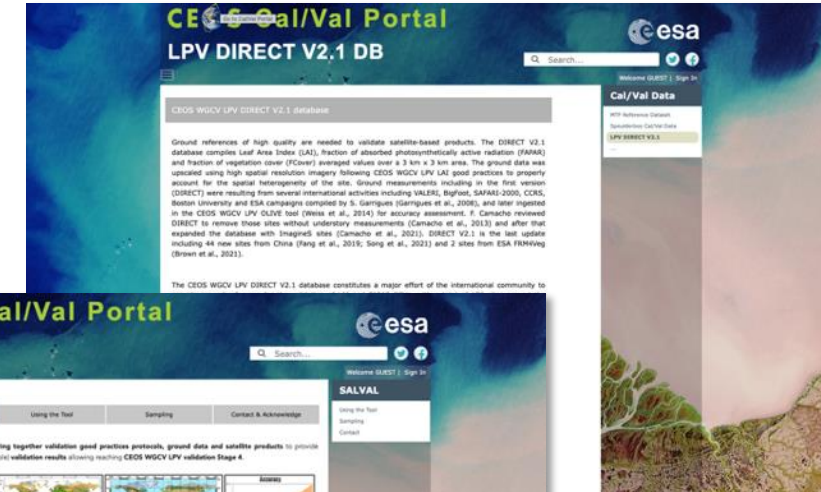 CEOS Cal/Val Portal
Go to Cal/Val Portal
LPV DIRECT V2.1 DB
esa
Search...
Welcome GUEST | Sign In
Cal/Val Data
MTF Reference Dataset
Spaceborne Cal/Val Data
LPV DIRECT V2.1
...
CEOS WGCV LPV DIRECT V2.1 database
Ground references of high quality are needed to validate satellite-based products. The DIRECT V2.1
database compiles Leaf Area Index (LAI), fraction of absorbed photosynthetically active radiation (FAPAR)
and fraction of vegetation cover (FCover) averaged values over a 3 km x 3 km area. The ground data was
upscaled using high spatial resolution imagery following CEOS WGCV LPV LAI good practices to properly
account for the spatial heterogeneity of the site. Ground measurements including in the first version
(DIRECT) were resulting from several international activities including VALERI, BigFoot, SAFARI-2000, CCRS,
Boston University and ESA campaigns compiled by S. Garrigues (Garrigues et al., 2008), and later ingested
in the CEOS WGCV LPV OLIVE tool (Weiss et al., 2014) for accuracy assessment. F. Camacho reviewed
DIRECT to remove those sites without understory measurements (Camacho et al., 2013) and after that
expanded the database with ImagineS sites (Camacho et al., 2021). DIRECT V2.1 is the last update
including 44 new sites from China (Fang et al., 2019; Song et al., 2021) and 2 sites from ESA FRM4Veg
(Brown et al., 2021).
The CEOS WGCV LPV DIRECT V2.1 database constitutes a major effort of the international community to
al/Val Portal
esa
Search...
Welcome GUEST | Sign In
SALVAL
Using the Tool
Sampling
Contact
Using the Tool
Sampling
Contact & Acknowledge
ing together validation good practices protocols, ground data and satellite products to provide
validation results allowing reaching CEOS WGCV LPV validation Stage 4.
Accuracy